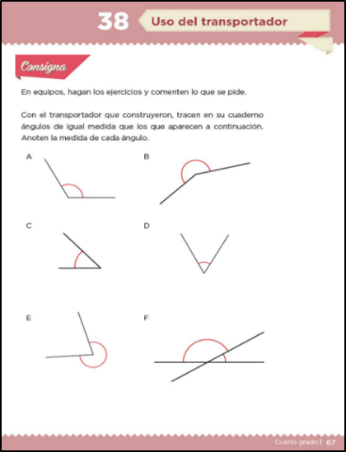 38 Uso del transportador
Consigna
En equipos, hagan los ejercicios y comenten lo que se pide.
Con el transportador que construyeron, tracen en su cuaderno
ángulos de igual medida que los que aparecen a continuación.
Anoten la medida de cada ángulo.
A B
C D
E F
Cuarto grado | 67